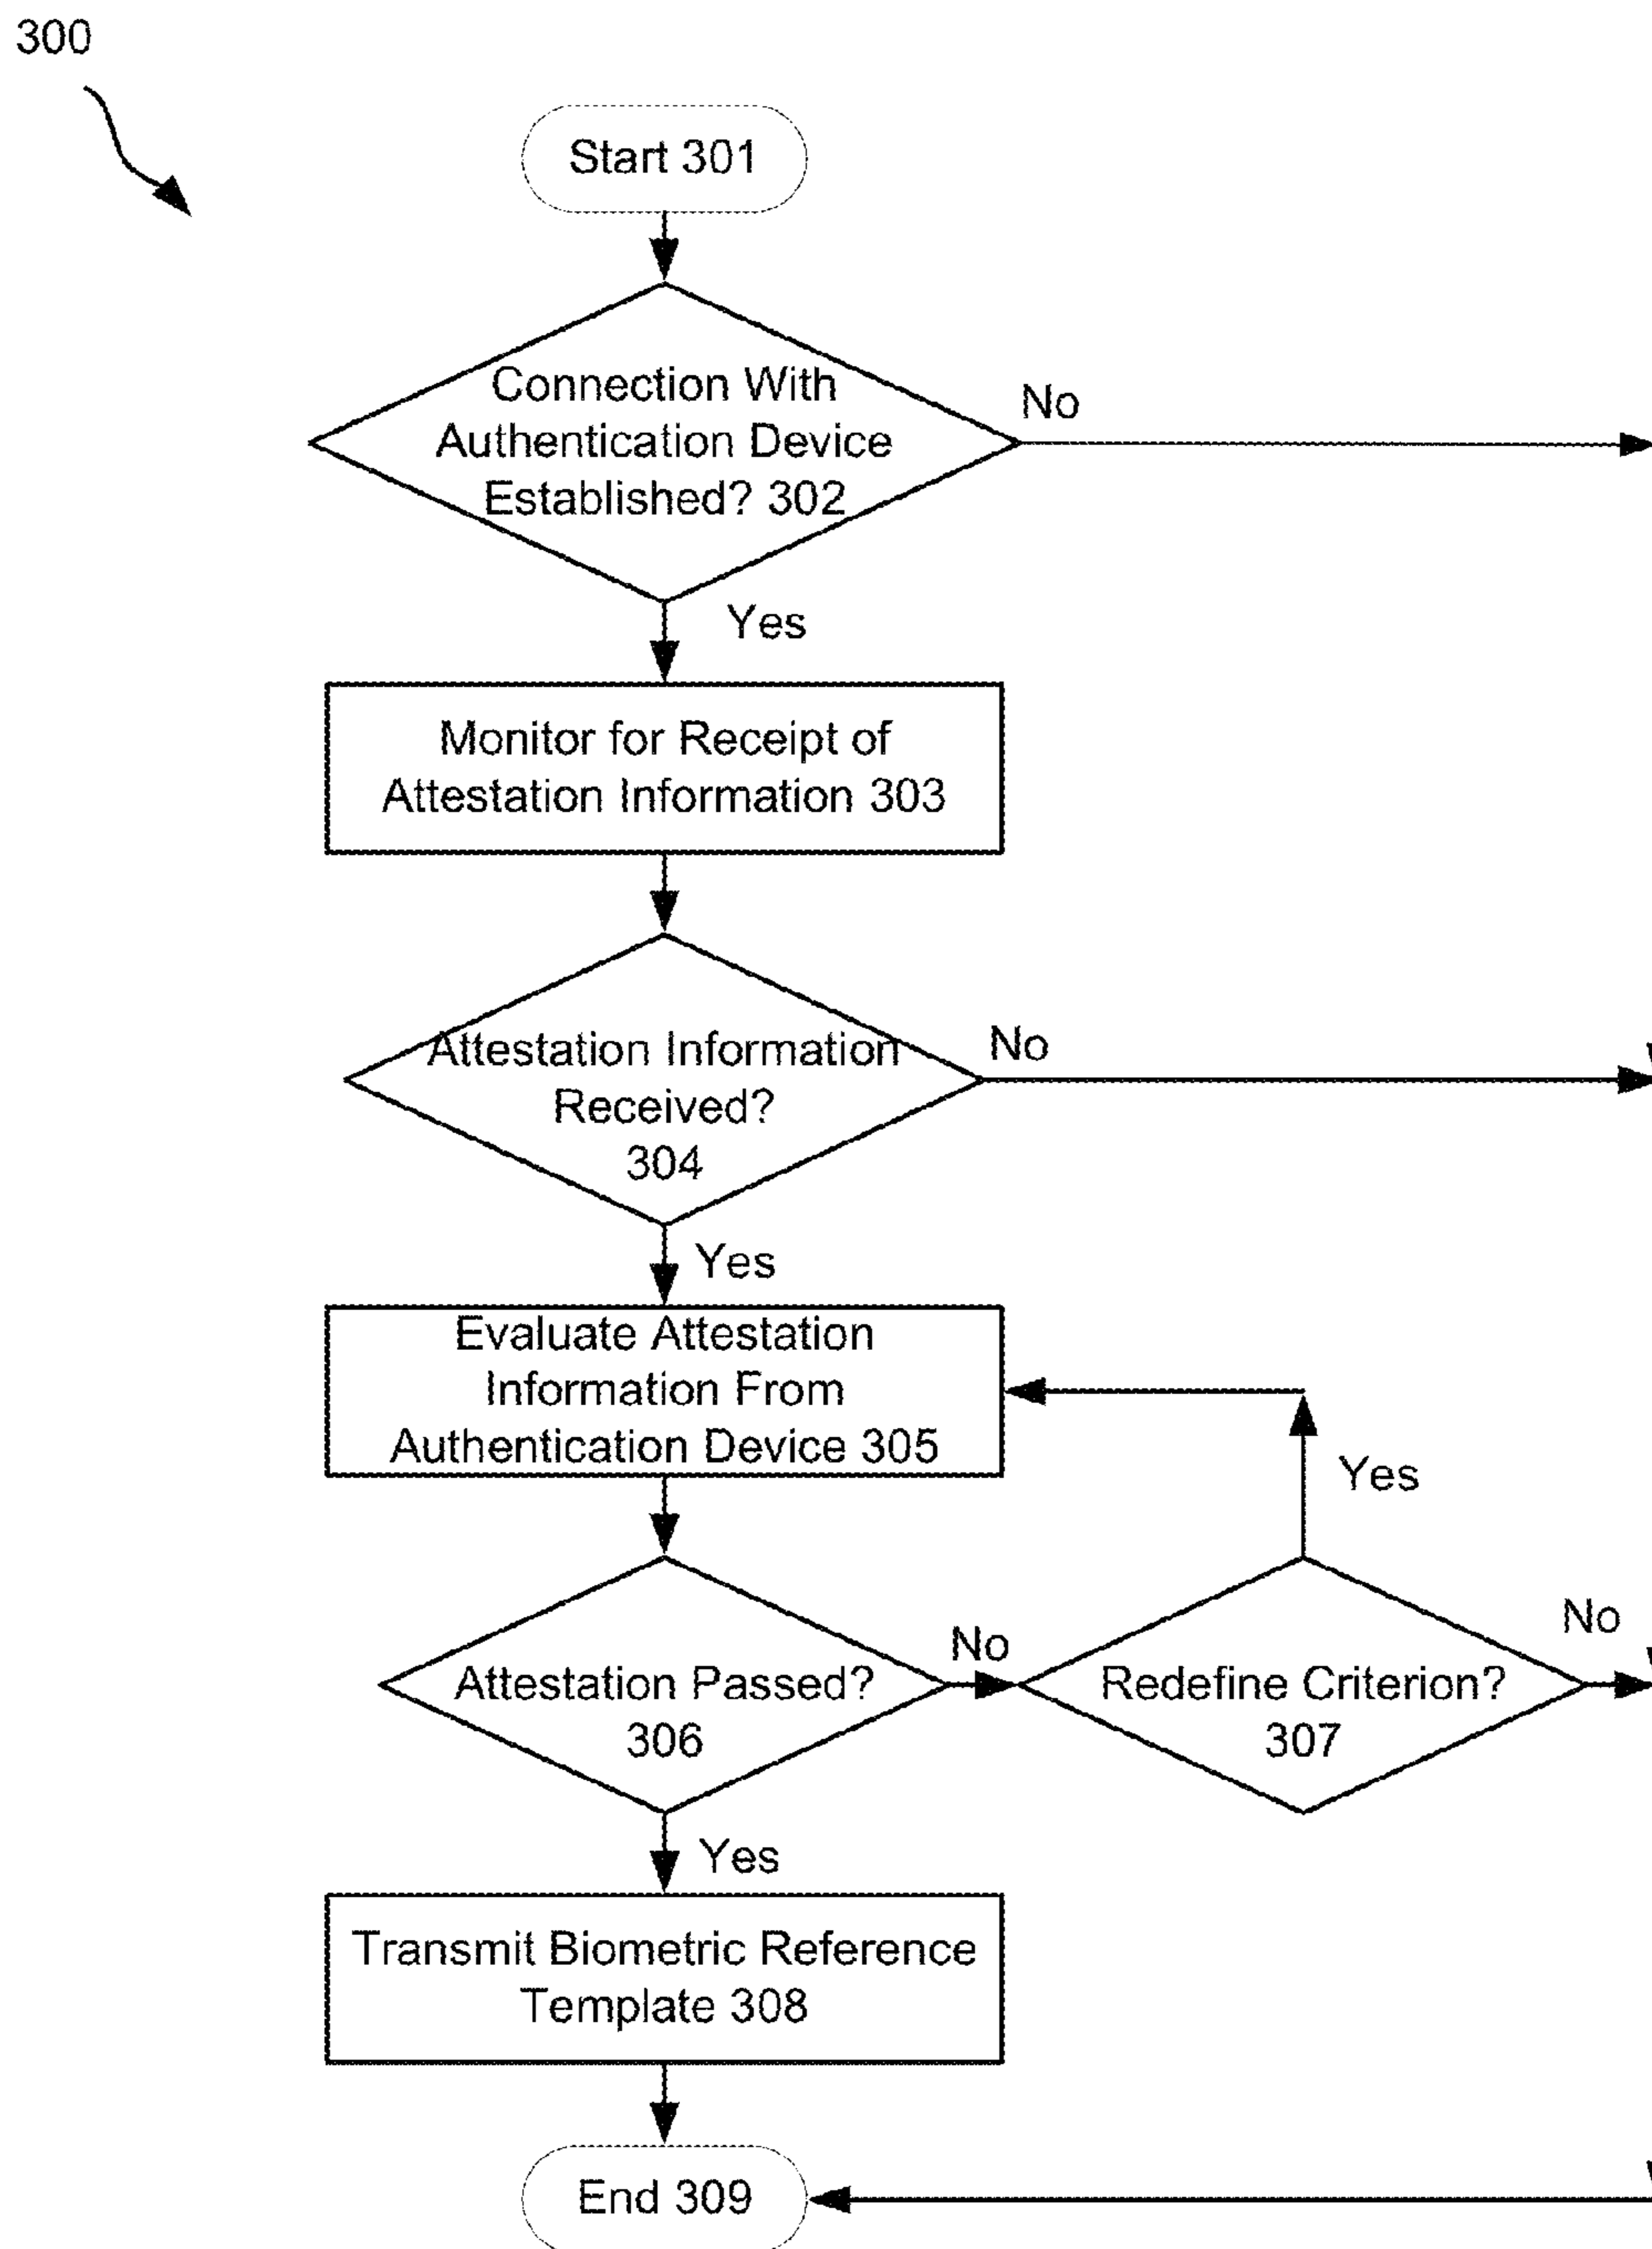 300
Start 301
Connection With
Authentication Device
Established? 302
No
Yes
Monitor for Receipt of
Attestation Information 303
Attestation Information
Received?
304
No
Yes
Evaluate Attestation
Information From
Authentication Device 305
Yes
Attestation Passed?
306
No
Redefine Criterion?
307
No
Yes
Transmit Biometric Reference
Template 308
End 309